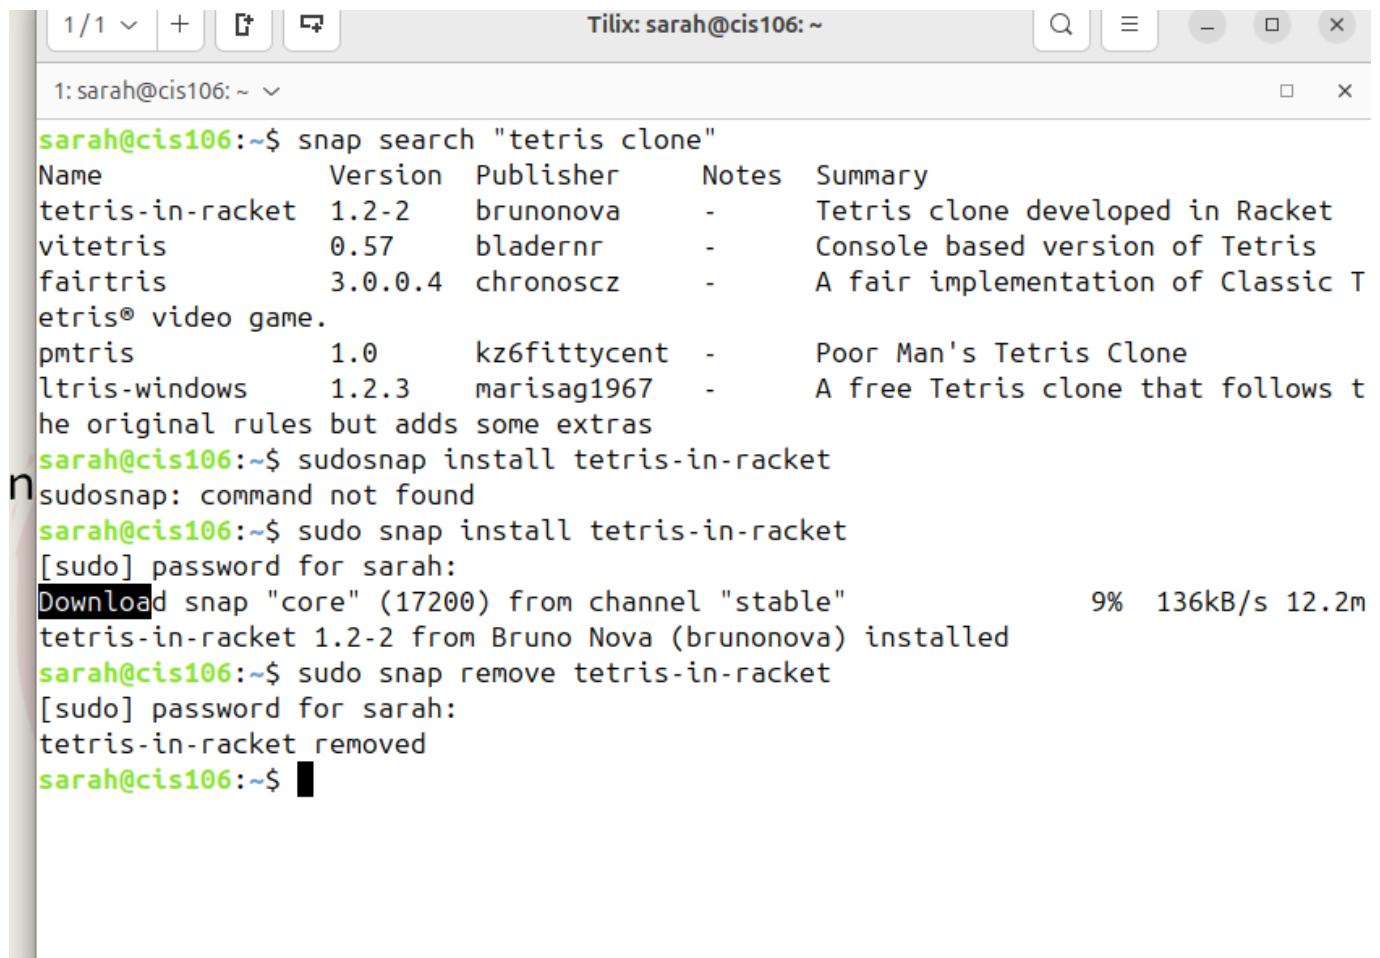 1 / 1
Tilix: sarah@cis106: ~
1: sarah@cis106: ~
sarah@cis106:~$ snap search "tetris clone"
Name Version Publisher Notes Summary
tetris-in-racket 1.2-2 brunonova - Tetris clone developed in Racket
vitetris 0.57 bladernr - Console based version of Tetris
fairtris 3.0.0.4 chronoscz - A fair implementation of Classic T
etris® video game.
pmtris 1.0 kz6fittycent - Poor Man's Tetris Clone
ltris-windows 1.2.3 marisag1967 - A free Tetris clone that follows t
he original rules but adds some extras
sarah@cis106:~$ sudosnap install tetris-in-racket
n
sudosnap: command not found
sarah@cis106:~$ sudo snap install tetris-in-racket
[sudo] password for sarah:
Download snap "core" (17200) from channel "stable" 9% 136kB/s 12.2m
tetris-in-racket 1.2-2 from Bruno Nova (brunonova) installed
sarah@cis106:~$ sudo snap remove tetris-in-racket
[sudo] password for sarah:
tetris-in-racket removed
sarah@cis106:~$